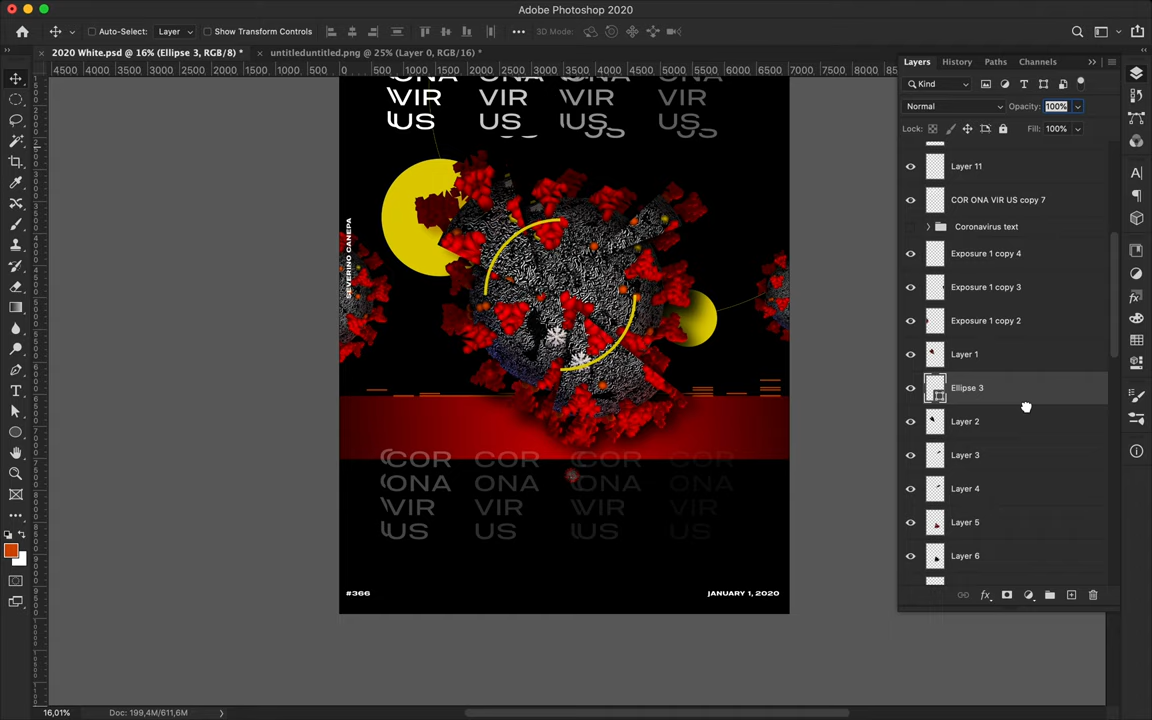 Adobe Photoshop 2020
Auto-Select: Layer
Show Transform Controls
3D Mode:
2020 White.psd @ 16% (Ellipse 3, RGB/8) *
untitleduntitled.png @ 25% (Layer 0, RGB/16) *
4500 4000 3500 3000 2500 2000 1500 1000 500 0 500 1000 1500 2000 2500 3000 3500 4000 4500 5000 5500 6000 6500 7000 7500 8000
ONA ONA ONA ONA
VIR VIR VIR VIR
US US US US
SEVERINO CANEPA
COR COR COR COR
ONA ONA ONA ONA
VIR VIR VIR VIR
US US US US
#366
JANUARY 1, 2020
Layers History Paths Channels
Kind
Normal Opacity: 100%
Lock: Fill: 100%
Layer 11
COR ONA VIR US copy 7
Coronavirus text
Exposure 1 copy 4
Exposure 1 copy 3
Exposure 1 copy 2
Layer 1
Ellipse 3
Layer 2
Layer 3
Layer 4
Layer 5
Layer 6
16,01% Doc: 199,4M/611,6M